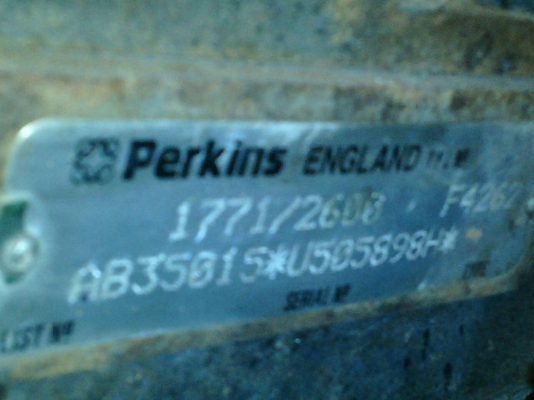 Perkins ENGLAND
1771/2600 F4262
AB35015*U505898H*
LIST Nº SERIAL Nº